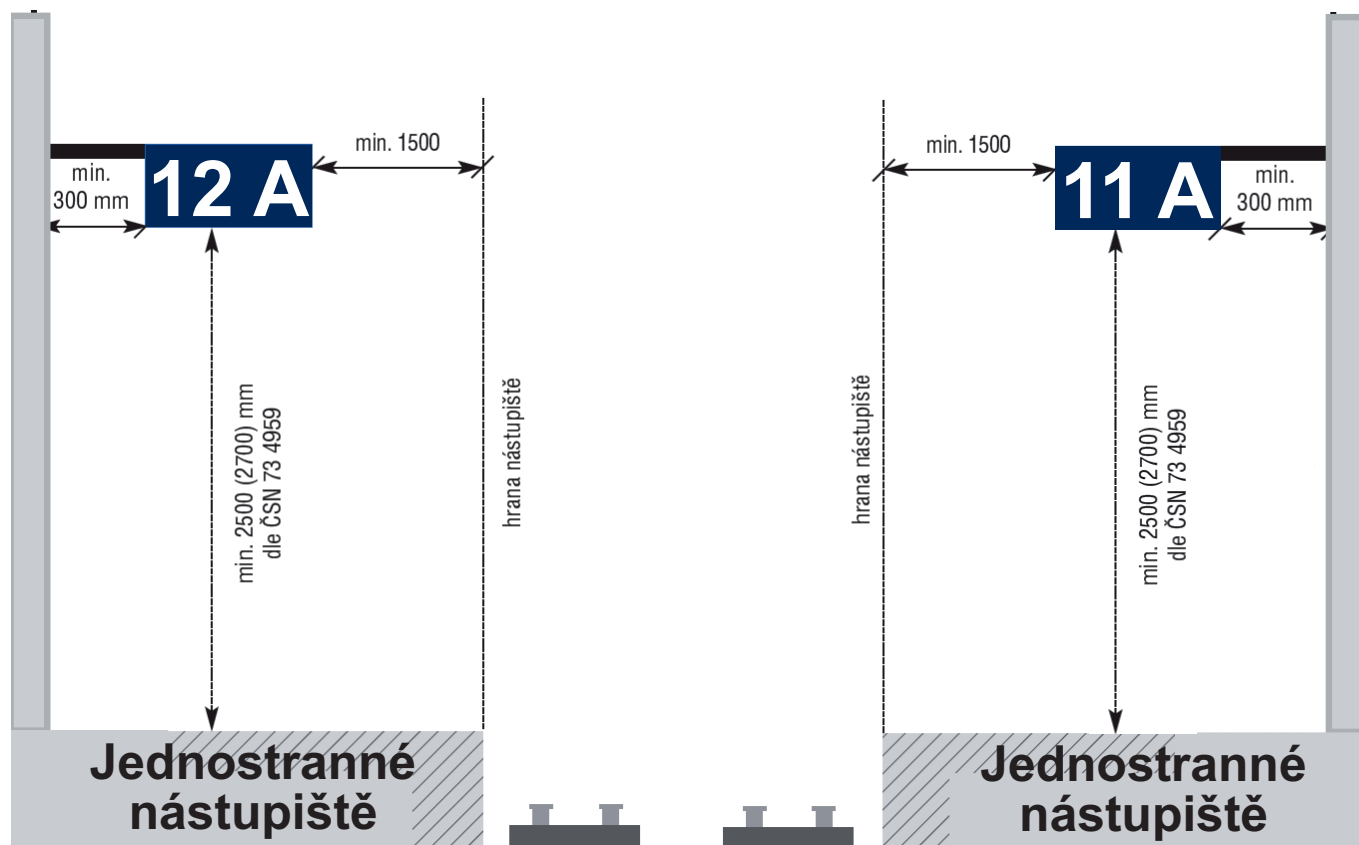 min. 1500
12 A
min.
300 mm
min. 2500 (2700) mm
dle ČSN 73 4959
hrana nástupiště
Jednostranné
nástupiště
min. 1500
11 A
min.
300 mm
hrana nástupiště
min. 2500 (2700) mm
dle ČSN 73 4959
Jednostranné
nástupiště